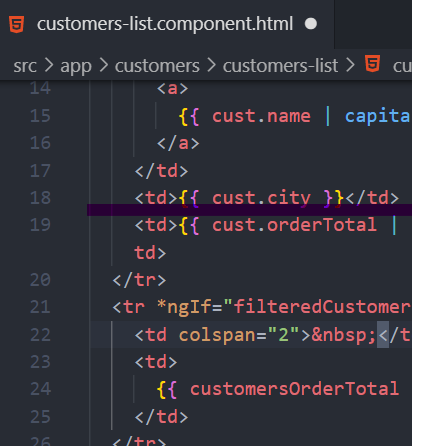 customers-list.component.html
src > app > customers > customers-list > cu
14 <a>
15 {{ cust.name | capita
16 </a>
17 </td>
18 <td>{{ cust.city }}</td>
19 <td>{{ cust.orderTotal |
td>
20 </tr>
21 <tr *ngIf="filteredCustomer
22 <td colspan="2">&nbsp;</t
23 <td>
24 {{ customersOrderTotal
25 </td>
26 </tr>